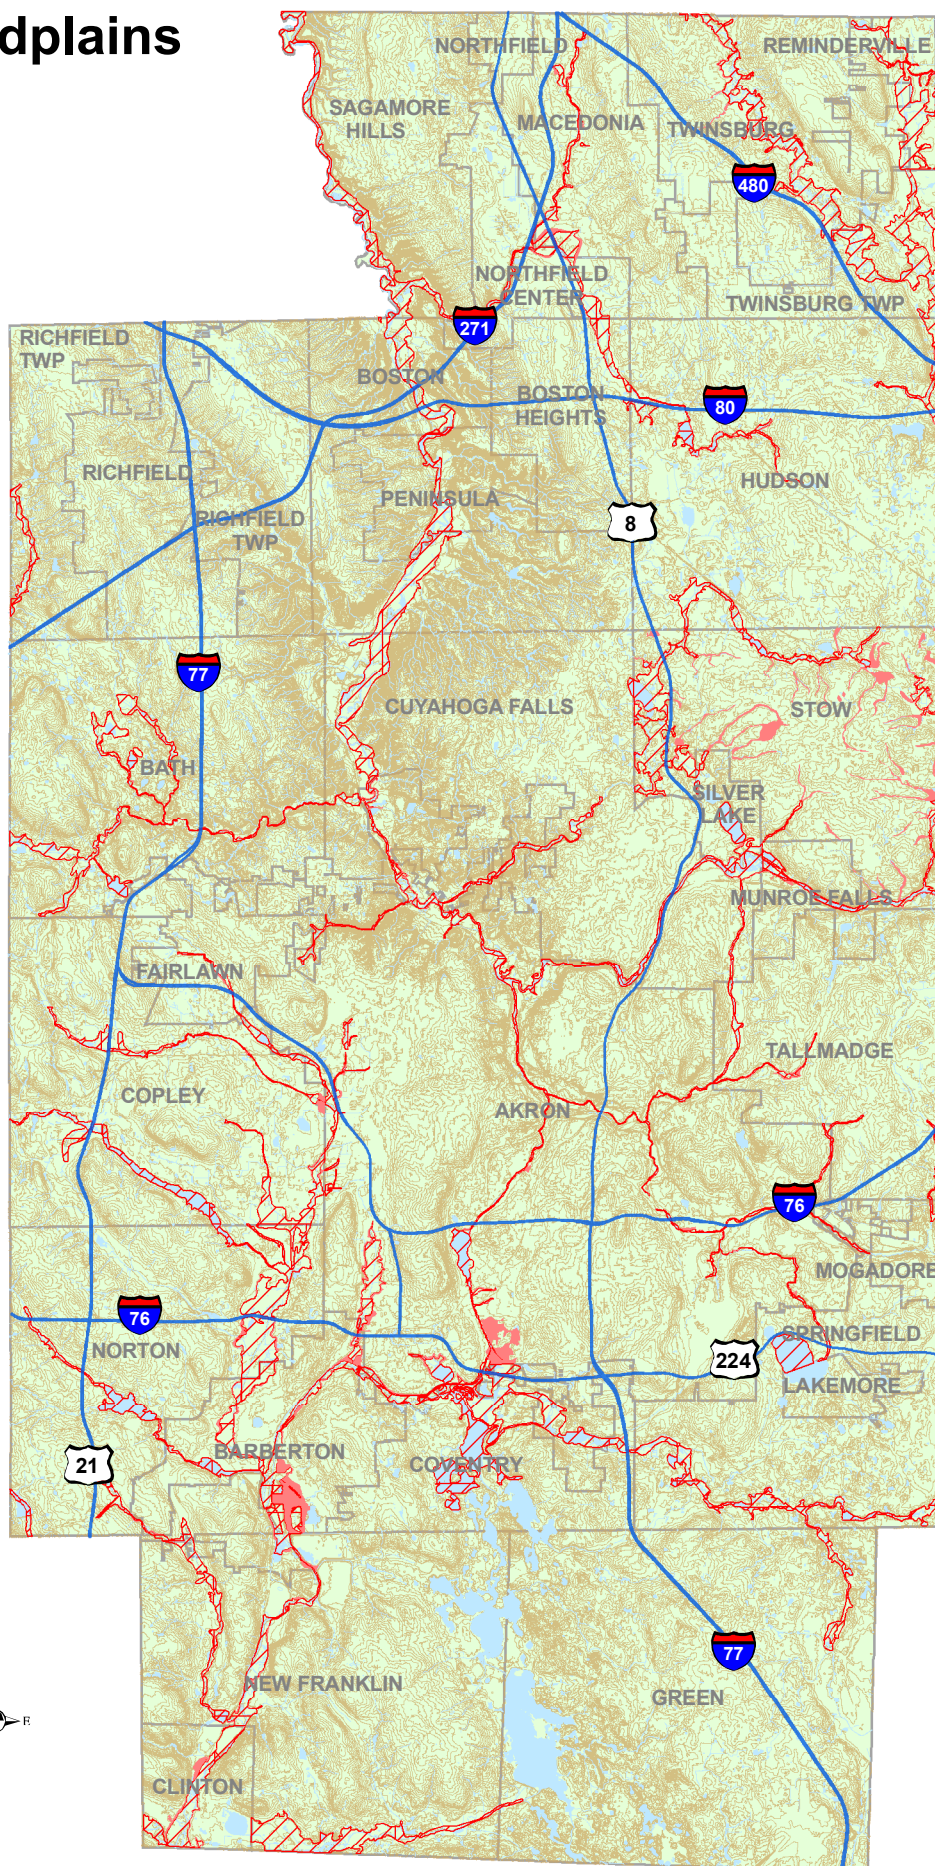 dplains
NORTHFIELD
REMINDERVILLE
SAGAMORE
HILLS
MACEDONIA
TWINSBURG
480
NORTHFIELD
CENTER
TWINSBURG TWP
271
RICHFIELD
TWP
BOSTON
BOSTON
HEIGHTS
80
RICHFIELD
HUDSON
PENINSULA
RICHFIELD
TWP
8
77
CUYAHOGA FALLS
STOW
BATH
SILVER
LAKE
MUNROE FALLS
FAIRLAWN
TALLMADGE
COPLEY
AKRON
76
MOGADORE
76
SPRINGFIELD
NORTON
224
LAKEMORE
BARBERTON
21
COVENTRY
77
NEW FRANKLIN
GREEN
E
CLINTON